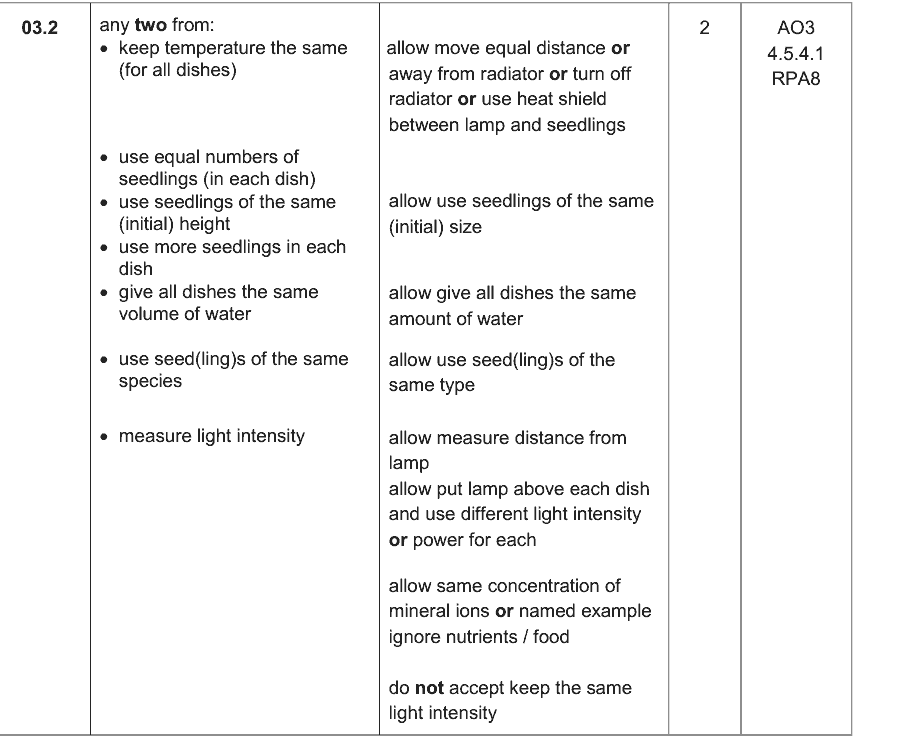 03.2
any two from:
• keep temperature the same
(for all dishes)
allow move equal distance or
away from radiator or turn off
radiator or use heat shield
between lamp and seedlings
2
AO3
4.5.4.1
RPA8
• use equal numbers of
seedlings (in each dish)
• use seedlings of the same
(initial) height
allow use seedlings of the same
(initial) size
• use more seedlings in each
dish
• give all dishes the same
volume of water
allow give all dishes the same
amount of water
• use seed(ling)s of the same
species
allow use seed(ling)s of the
same type
• measure light intensity
allow measure distance from
lamp
allow put lamp above each dish
and use different light intensity
or power for each
allow same concentration of
mineral ions or named example
ignore nutrients / food
do not accept keep the same
light intensity